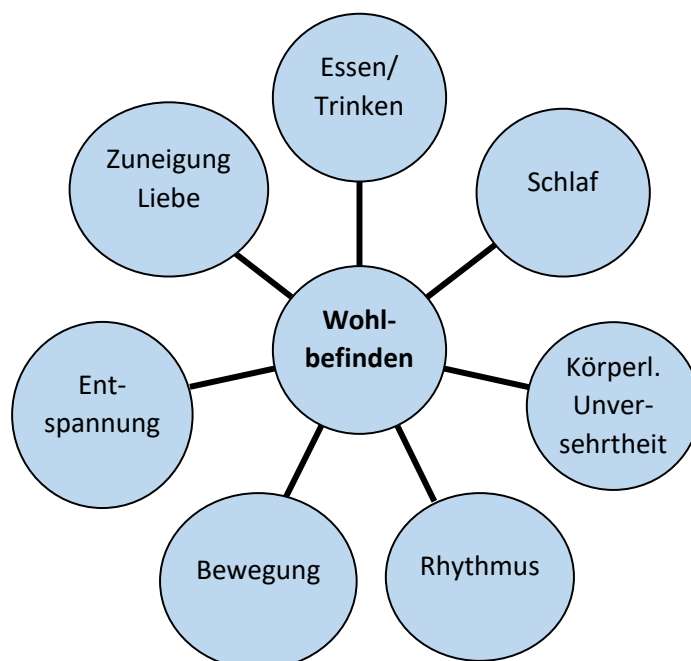 Essen/
Trinken
Zuneigung
Liebe
Schlaf
Wohl-
befinden
Körperl.
Unver-
sehrtheit
Ent-
spannung
Bewegung
Rhythmus